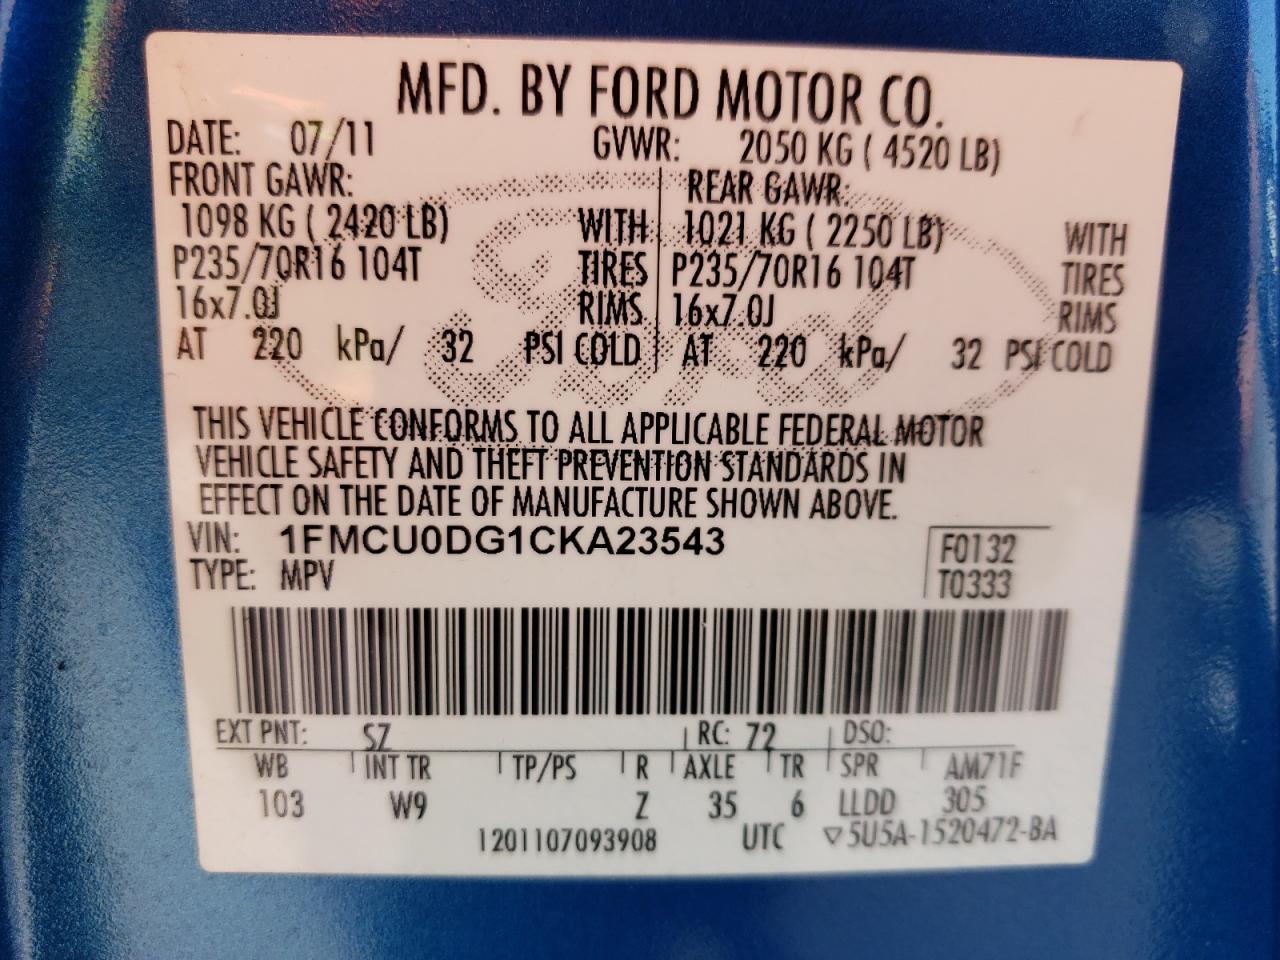 MFD. BY FORD MOTOR CO.
DATE: 07/11 GVWR: 2050 KG ( 4520 LB)
FRONT GAWR: REAR GAWR:
1098 KG ( 2420 LB) WITH 1021 KG ( 2250 LB) WITH
P235/70R16 104T TIRES P235/70R16 104T TIRES
16x7.0J RIMS 16x7.0J RIMS
AT 220 kPa/ 32 PSI COLD AT 220 kPa/ 32 PSI COLD
THIS VEHICLE CONFORMS TO ALL APPLICABLE FEDERAL MOTOR
VEHICLE SAFETY AND THEFT PREVENTION STANDARDS IN
EFFECT ON THE DATE OF MANUFACTURE SHOWN ABOVE.
VIN: 1FMCU0DG1CKA23543 F0132
TYPE: MPV T0333
EXT PNT: SZ RC: 72 DSO:
WB INT TR TP/PS R AXLE TR SPR AM71F
103 W9 Z 35 6 LLDD 305
1201107093908 UTC ▽5U5A-1520472-BA
Ford